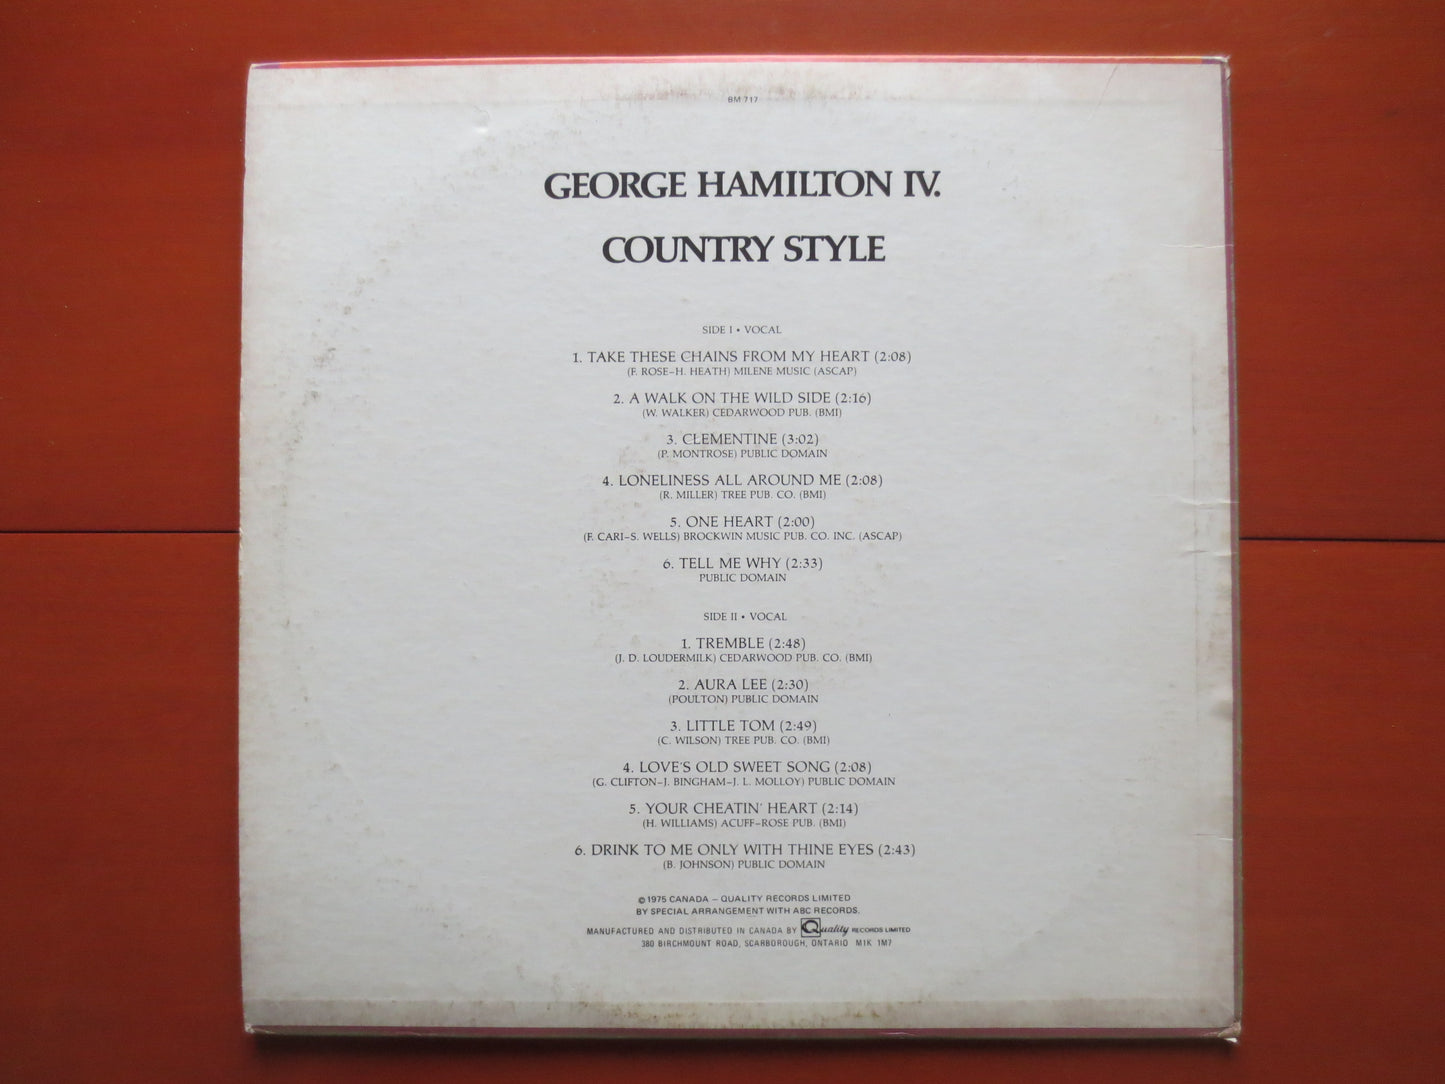 BM 717
GEORGE HAMILTON IV.
COUNTRY STYLE
SIDE I • VOCAL
1. TAKE THESE CHAINS FROM MY HEART (2:08)
(F. ROSE–H. HEATH) MILENE MUSIC (ASCAP)
2. A WALK ON THE WILD SIDE (2:16)
(W. WALKER) CEDARWOOD PUB. (BMI)
3. CLEMENTINE (3:02)
(P. MONTROSE) PUBLIC DOMAIN
4. LONELINESS ALL AROUND ME (2:08)
(R. MILLER) TREE PUB. CO. (BMI)
5. ONE HEART (2:00)
(F. CARI–S. WELLS) BROCKWIN MUSIC PUB. CO. INC. (ASCAP)
6. TELL ME WHY (2:33)
PUBLIC DOMAIN
SIDE II • VOCAL
1. TREMBLE (2:48)
(J. D. LOUDERMILK) CEDARWOOD PUB. CO. (BMI)
2. AURA LEE (2:30)
(POULTON) PUBLIC DOMAIN
3. LITTLE TOM (2:49)
(C. WILSON) TREE PUB. CO. (BMI)
4. LOVE'S OLD SWEET SONG (2:08)
(G. CLIFTON–J. BINGHAM–J. L. MOLLOY) PUBLIC DOMAIN
5. YOUR CHEATIN' HEART (2:14)
(H. WILLIAMS) ACUFF–ROSE PUB. (BMI)
6. DRINK TO ME ONLY WITH THINE EYES (2:43)
(B. JOHNSON) PUBLIC DOMAIN
© 1975 CANADA – QUALITY RECORDS LIMITED
BY SPECIAL ARRANGEMENT WITH ABC RECORDS.
MANUFACTURED AND DISTRIBUTED IN CANADA BY Quality RECORDS LIMITED
380 BIRCHMOUNT ROAD, SCARBOROUGH, ONTARIO M1K 1M7